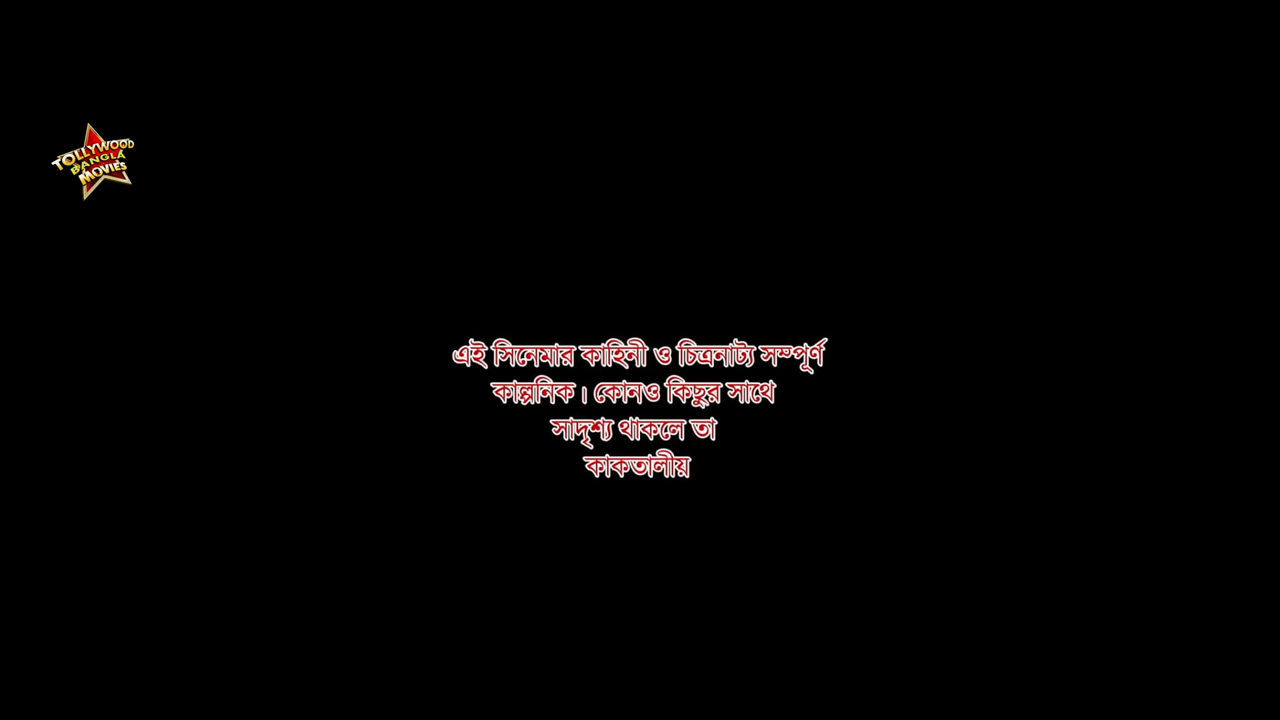 TOLLYWOOD
BANGLA
MOVIES
এই সিনেমার কাহিনী ও চিত্রনাট্য সম্পূর্ণ
কাল্পনিক। কোনও কিছুর সাথে
সাদৃশ্য থাকলে তা
কাকতালীয়